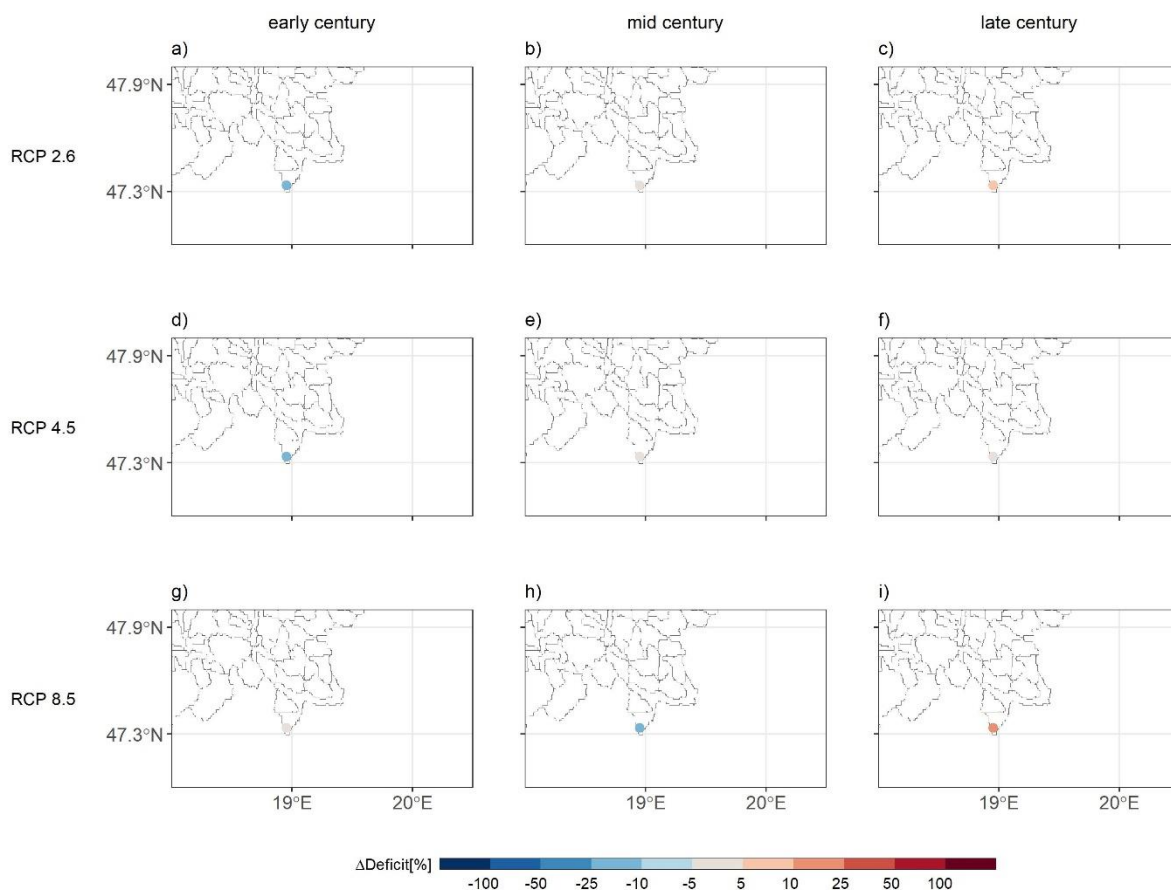 early century mid century late century
a) b) c)
47.9°N
RCP 2.6
47.3°N
d) e) f)
47.9°N
RCP 4.5
47.3°N
g) h) i)
47.9°N
RCP 8.5
47.3°N
19°E 20°E 19°E 20°E 19°E 20°E
ΔDeficit[%]
-100 -50 -25 -10 -5 5 10 25 50 100